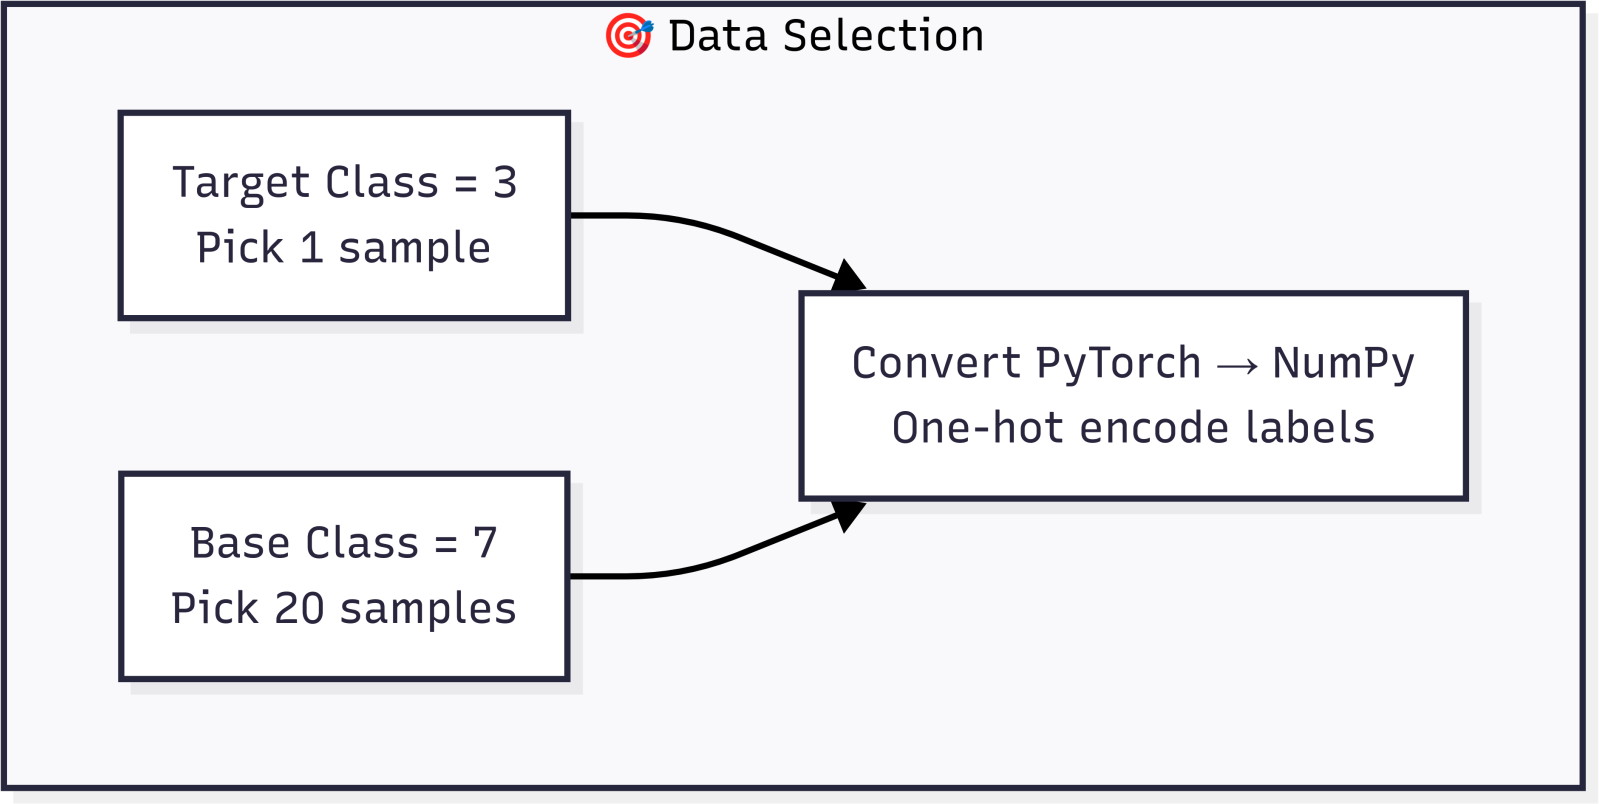 🎯 Data Selection
Target Class = 3
Pick 1 sample
Convert PyTorch → NumPy
One-hot encode labels
Base Class = 7
Pick 20 samples